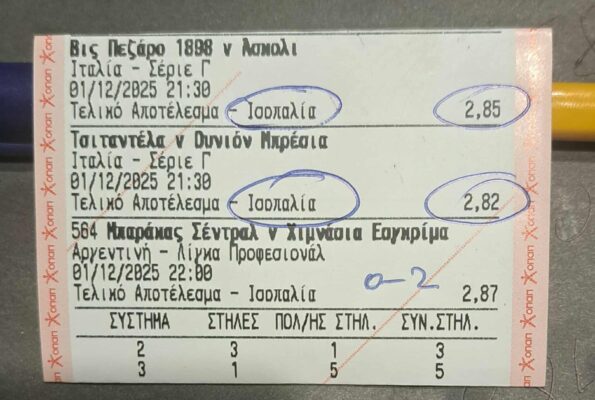 Βις Πεζάρο 1898 ν Ασκολι
Ιταλία - Σέριε Γ
01/12/2025 21:30
Τελικό Αποτέλεσμα - Ισοπαλία 2,85
Τσιταντέλα ν Ουνιόν Μπρέσια
Ιταλία - Σέριε Γ
01/12/2025 21:30
Τελικό Αποτέλεσμα - Ισοπαλία 2,82
564 Μπαράκας Σέντραλ ν Χιμνάσια Εσγκρίμα
Αργεντινή - Λίγκα Προφεσιονάλ
01/12/2025 22:00
0-2
Τελικό Αποτέλεσμα - Ισοπαλία 2,87
ΣΥΣΤΗΜΑ ΣΤΗΛΕΣ ΠΟΛ/ΗΣ ΣΤΗΛ. ΣΥΝ.ΣΤΗΛ.
2 3 1 3
3 1 5 5